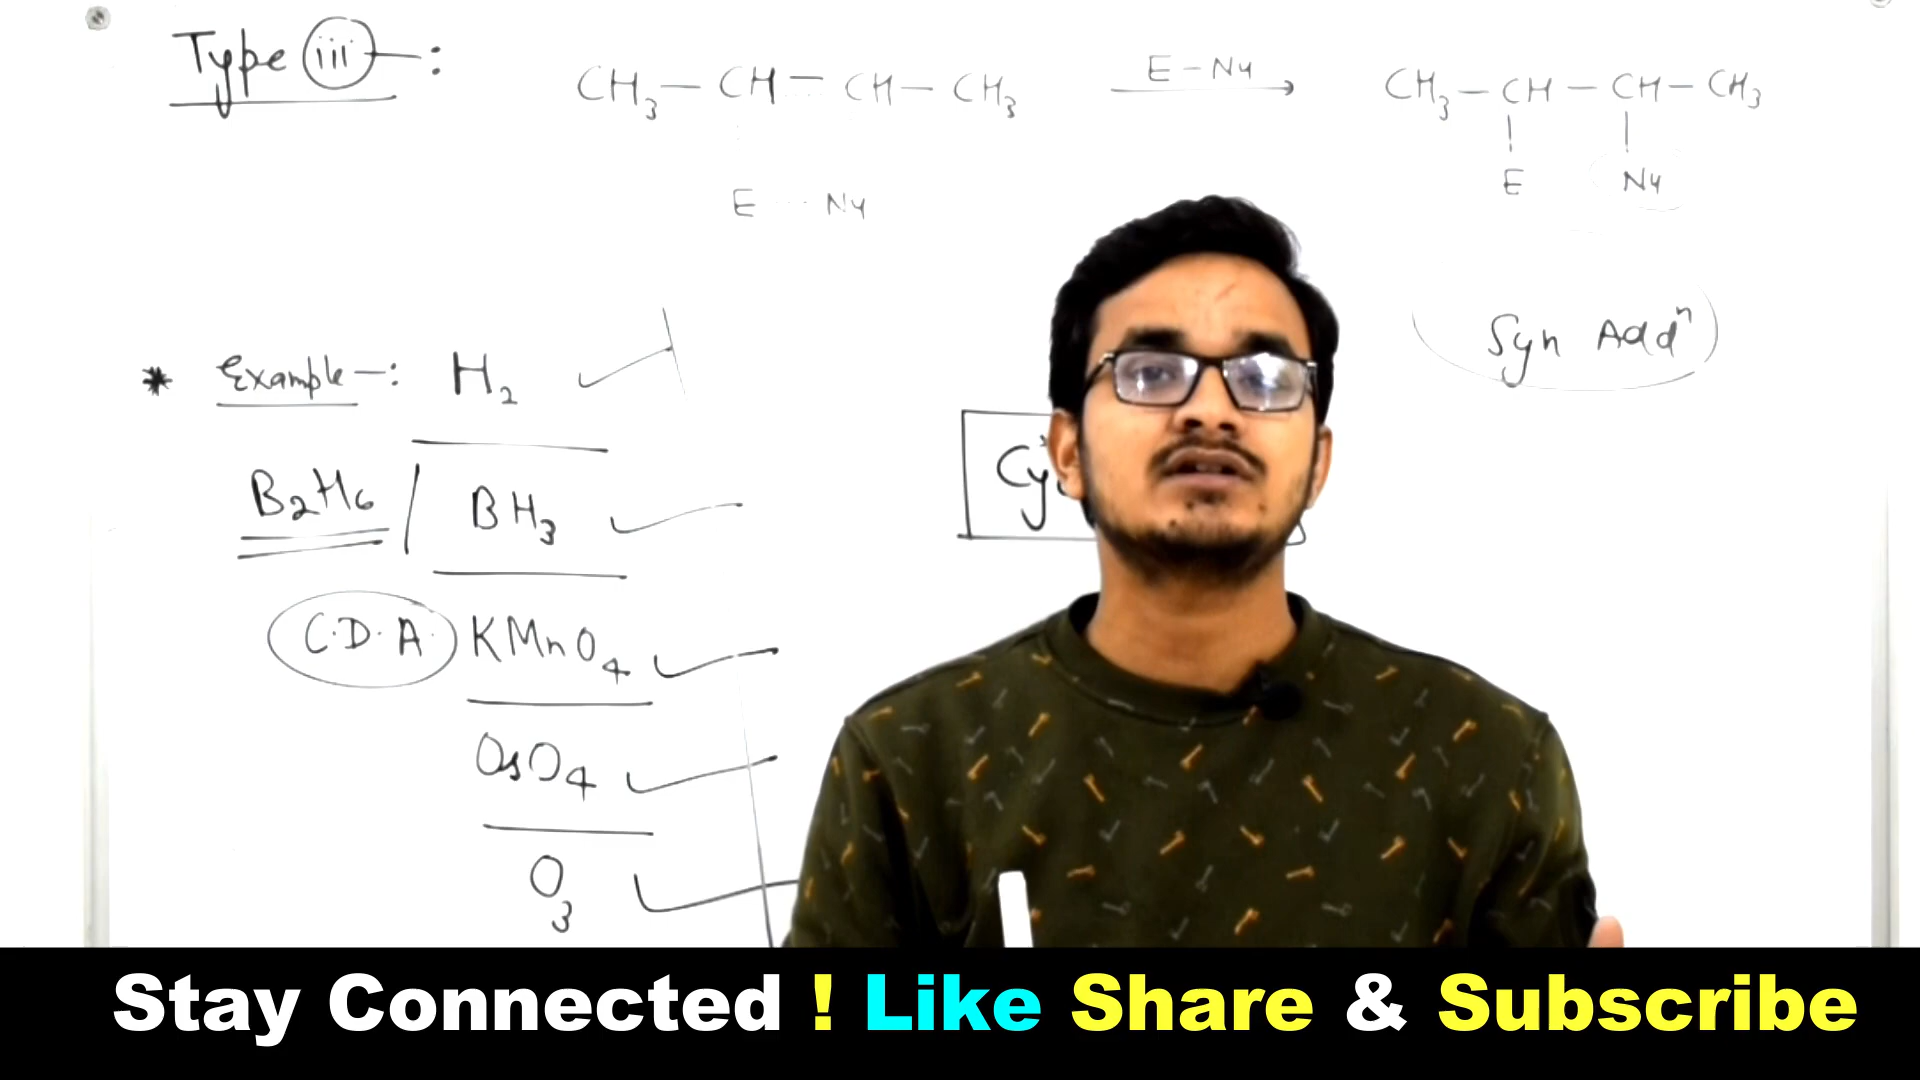 Type (iii) -:
CH₃ - CH = CH - CH₃ E-Nu → CH₃ - CH - CH - CH₃
E Nu
E ... Nu
Syn Addⁿ
* Example -: H₂
B₂H₆ / BH₃
C.D.A. KMnO₄
OsO₄
O₃
Stay Connected ! Like Share & Subscribe